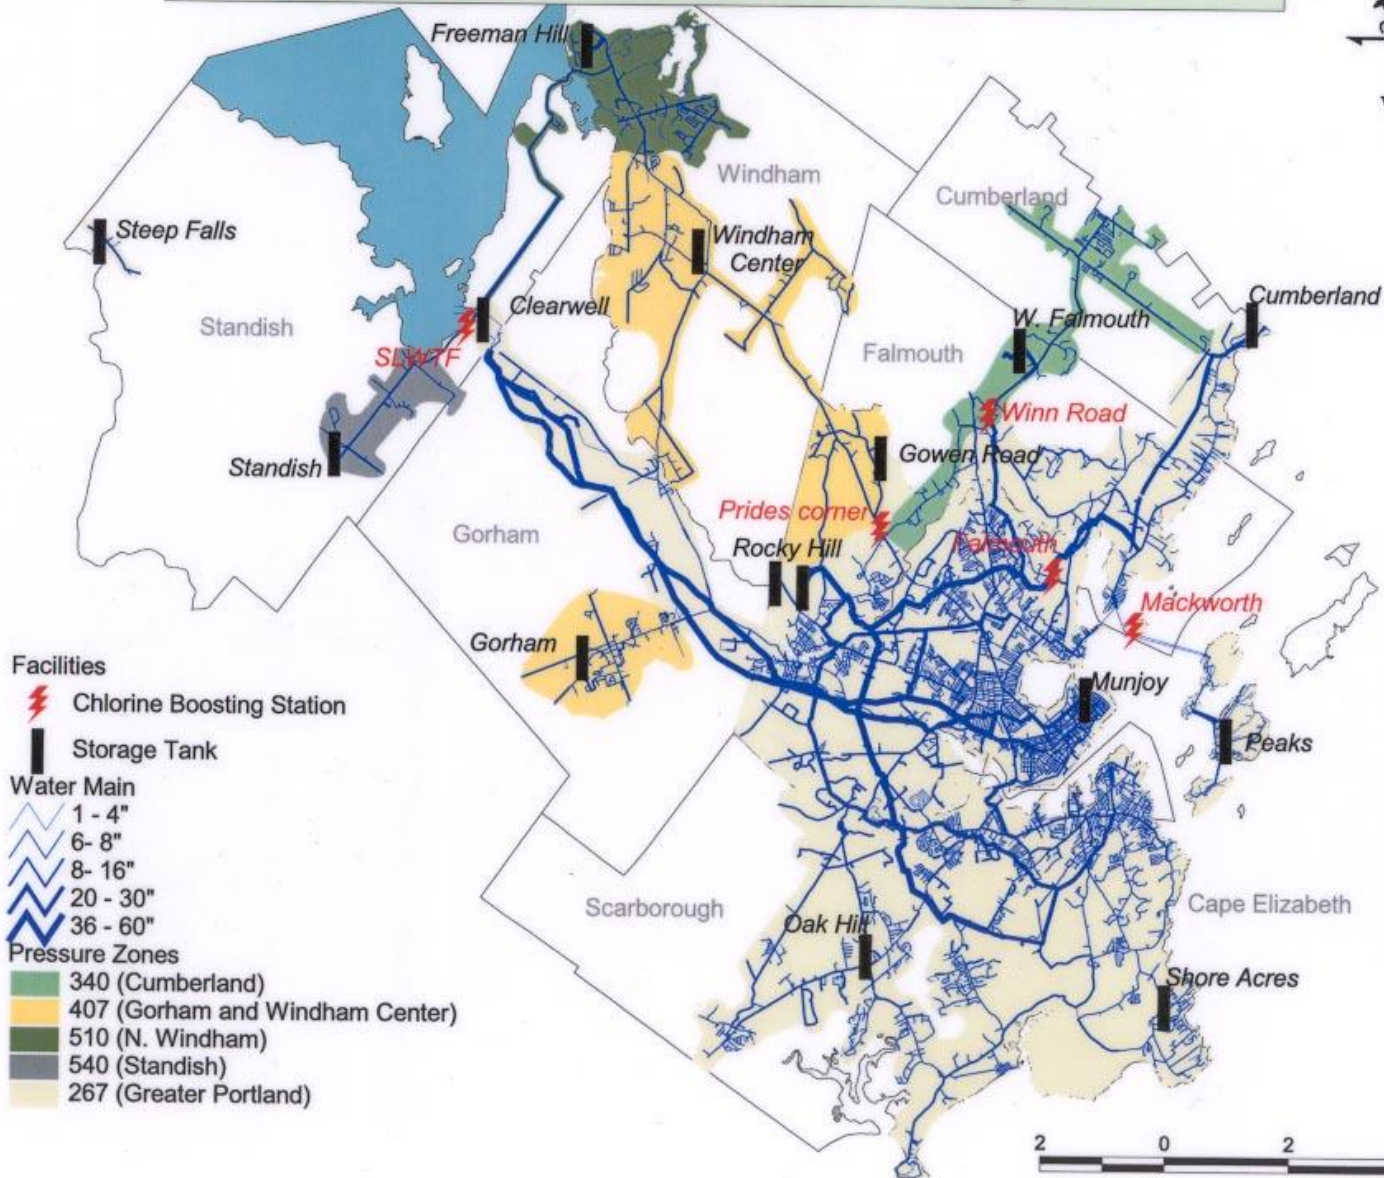 Freeman Hill
Windham
Cumberland
Steep Falls
Windham
Center
Clearwell
Cumberland
W. Falmouth
Standish
Falmouth
SLWTF
Winn Road
Standish
Gowen Road
Prides corner
Gorham
Rocky Hill
Falmouth
Mackworth
Gorham
Munjoy
Peaks
Scarborough
Oak Hill
Cape Elizabeth
Shore Acres
Facilities
Chlorine Boosting Station
Storage Tank
Water Main
1 - 4"
6- 8"
8- 16"
20 - 30"
36 - 60"
Pressure Zones
340 (Cumberland)
407 (Gorham and Windham Center)
510 (N. Windham)
540 (Standish)
267 (Greater Portland)
2 0 2